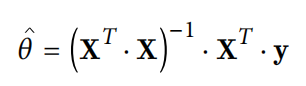 θ̂ = (Xᵀ · X)⁻¹ · Xᵀ · y